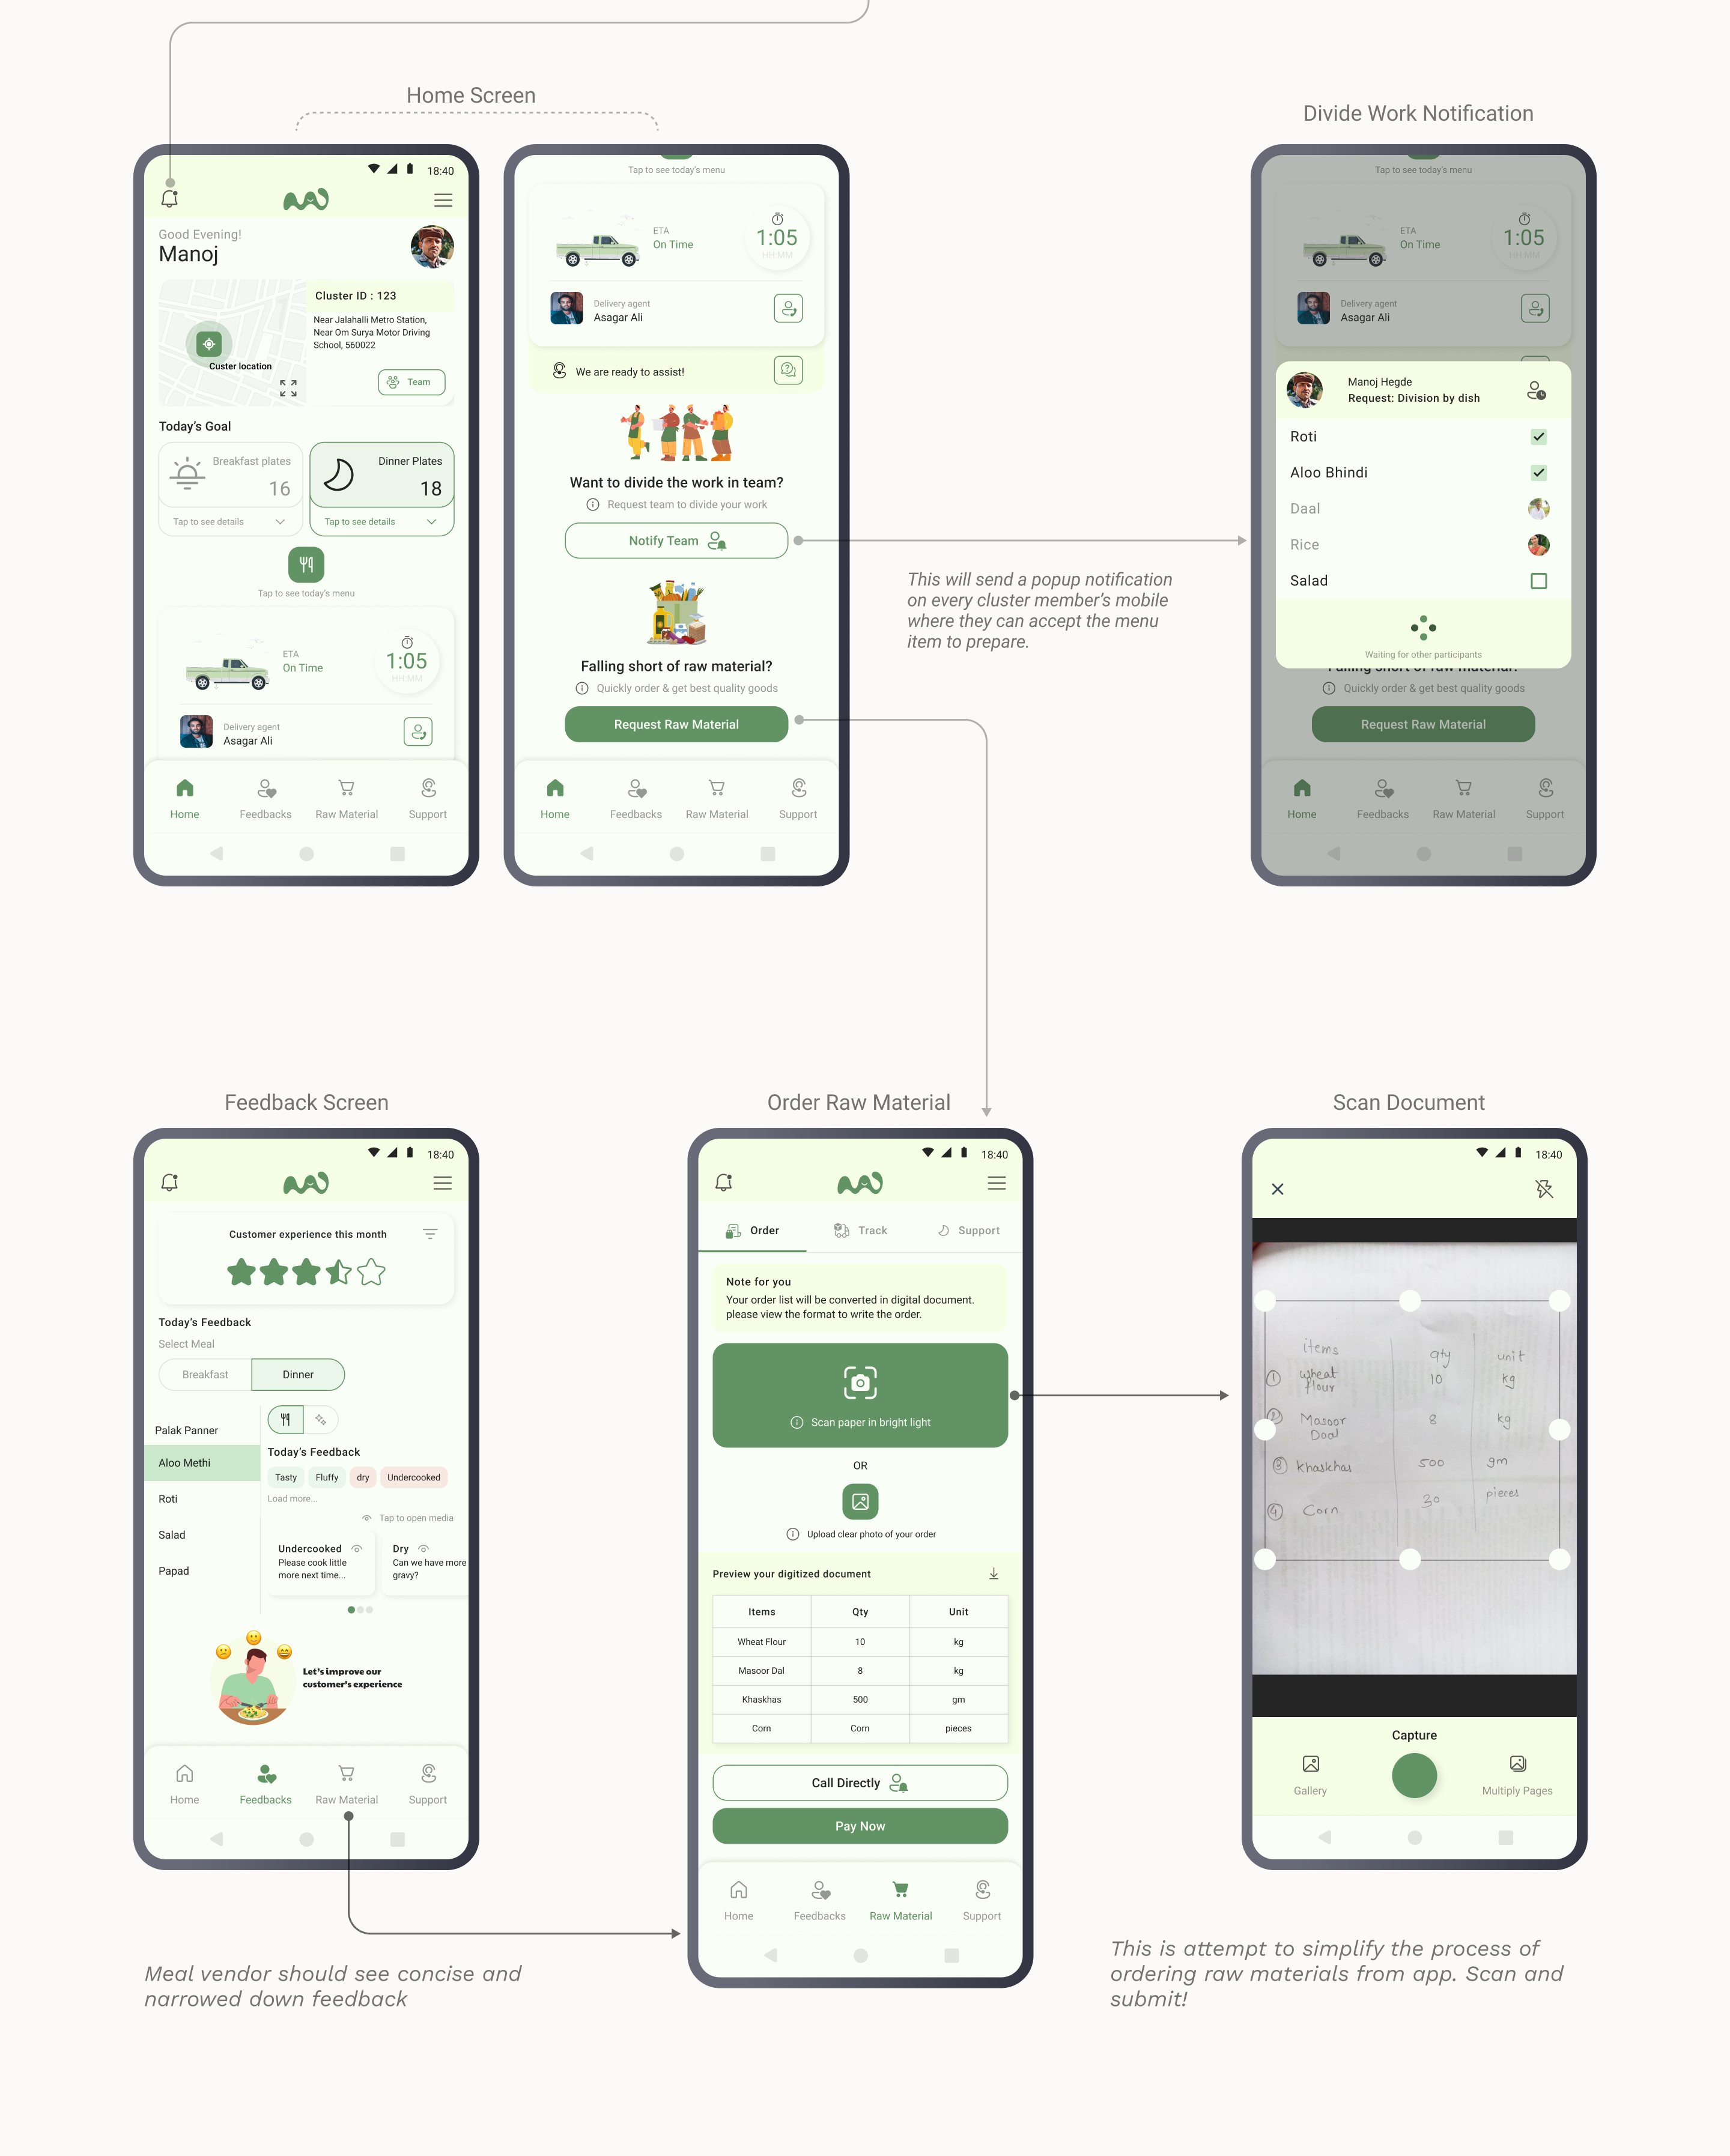 Home Screen
18:40
Good Evening!
Manoj
Cluster ID : 123
Near Jalahalli Metro Station,
Near Om Surya Motor Driving
School, 560022
Custer location
Team
Today's Goal
Breakfast plates
16
Tap to see details
Dinner Plates
18
Tap to see details
Tap to see today's menu
ETA
On Time
1:05
HH:MM
Delivery agent
Asagar Ali
Home
Feedbacks
Raw Material
Support
Tap to see today's menu
ETA
On Time
1:05
HH:MM
Delivery agent
Asagar Ali
We are ready to assist!
Want to divide the work in team?
Request team to divide your work
Notify Team
Falling short of raw material?
Quickly order & get best quality goods
Request Raw Material
Home
Feedbacks
Raw Material
Support
This will send a popup notification
on every cluster member's mobile
where they can accept the menu
item to prepare.
Divide Work Notification
Tap to see today's menu
ETA
On Time
1:05
HH:MM
Delivery agent
Asagar Ali
Manoj Hegde
Request: Division by dish
Roti
Aloo Bhindi
Daal
Rice
Salad
Waiting for other participants
Falling short of raw material?
Quickly order & get best quality goods
Request Raw Material
Home
Feedbacks
Raw Material
Support
Feedback Screen
18:40
Customer experience this month
Today's Feedback
Select Meal
Breakfast
Dinner
Palak Panner
Aloo Methi
Roti
Salad
Papad
Today's Feedback
Tasty
Fluffy
dry
Undercooked
Load more...
Tap to open media
Undercooked
Please cook little
more next time...
Dry
Can we have more
gravy?
Let's improve our
customer's experience
Home
Feedbacks
Raw Material
Support
Meal vendor should see concise and
narrowed down feedback
Order Raw Material
18:40
Order
Track
Support
Note for you
Your order list will be converted in digital document.
please view the format to write the order.
Scan paper in bright light
OR
Upload clear photo of your order
Preview your digitized document
Items Qty Unit
Wheat Flour 10 kg
Masoor Dal 8 kg
Khaskhas 500 gm
Corn Corn pieces
Call Directly
Pay Now
Home
Feedbacks
Raw Material
Support
Scan Document
18:40
items qty unit
1 wheat flour 10 kg
2 Masoor Daal 8 kg
3 Khaskhas 500 gm
4 Corn 30 pieces
Capture
Gallery
Multiply Pages
This is attempt to simplify the process of
ordering raw materials from app. Scan and
submit!